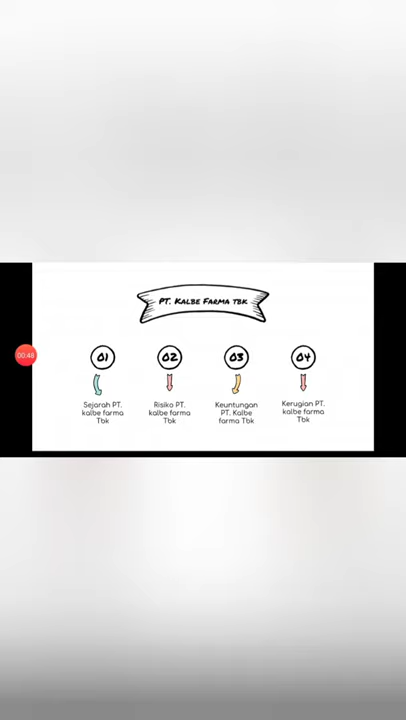 PT. KALBE FARMA TBK
00:48
01
02
03
04
Sejarah PT.
kalbe farma
Tbk
Risiko PT.
kalbe farma
Tbk
Keuntungan
PT. Kalbe
farma Tbk
Kerugian PT.
kalbe farma
Tbk